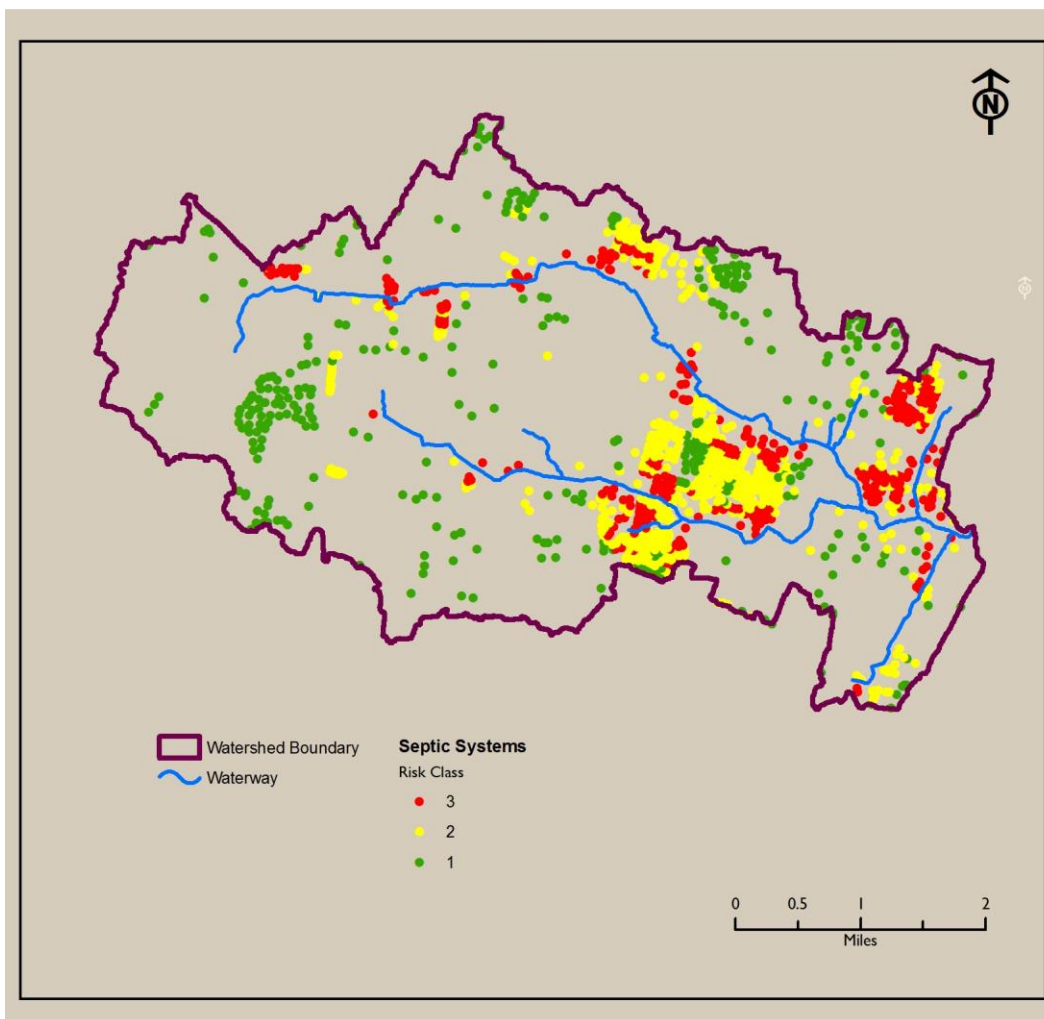 N
N
Watershed Boundary
Waterway
Septic Systems
Risk Class
3
2
1
0 0.5 1 2
Miles